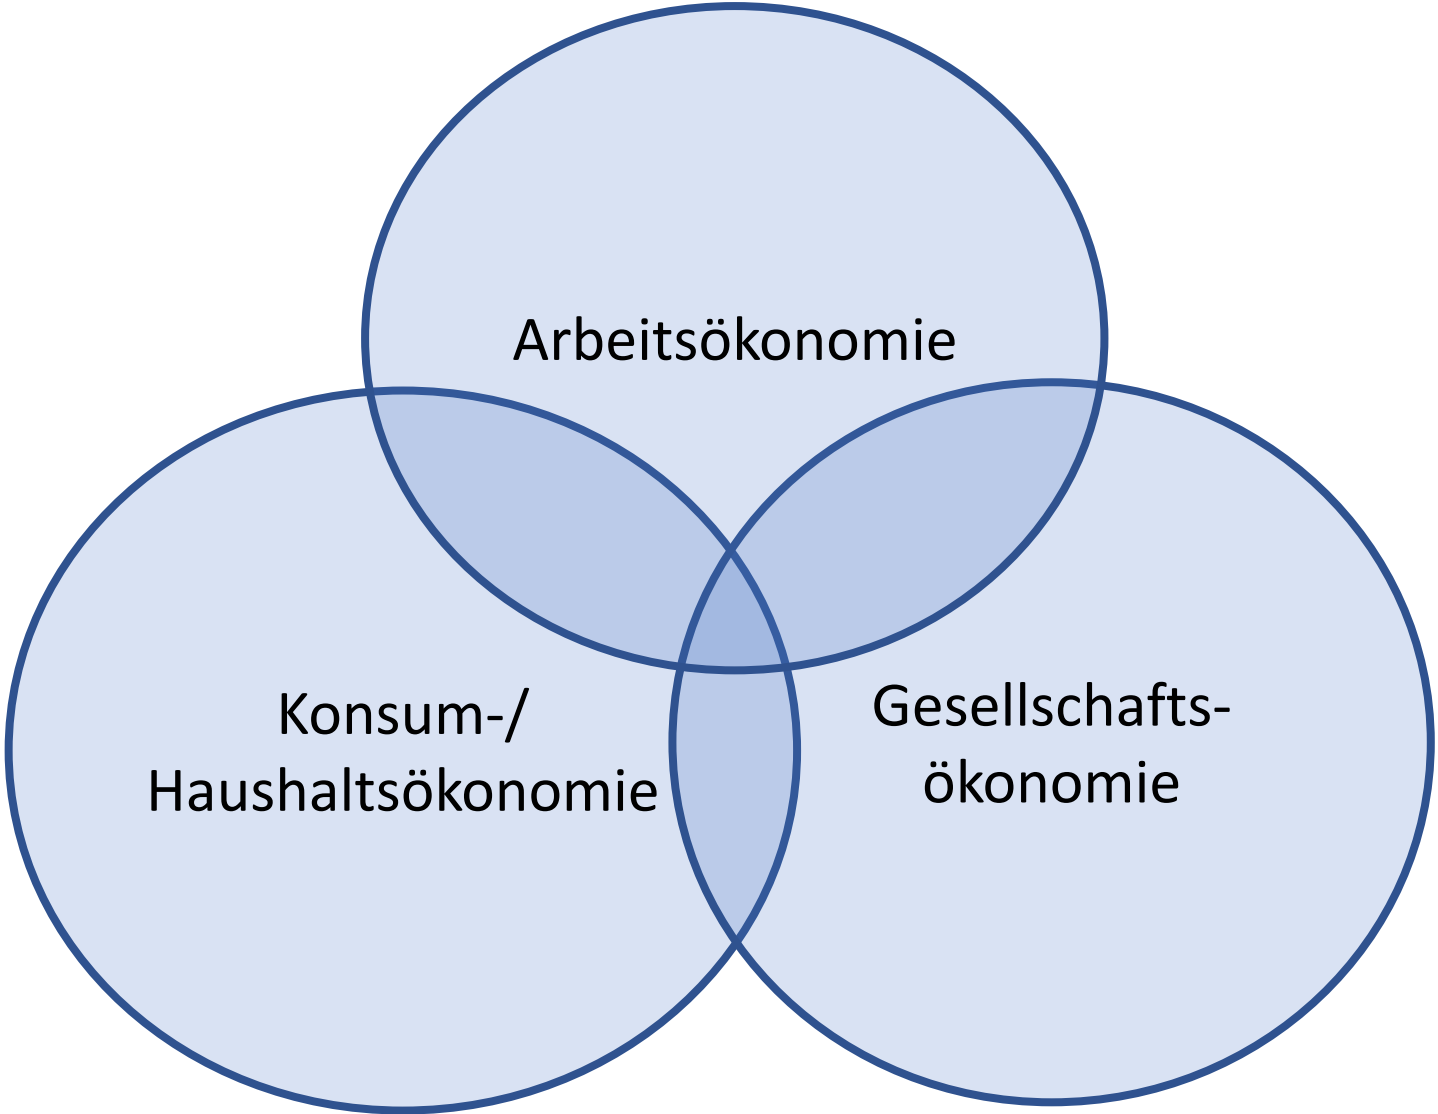 Arbeitsökonomie
Konsum-/
Haushaltsökonomie
Gesellschafts-
ökonomie